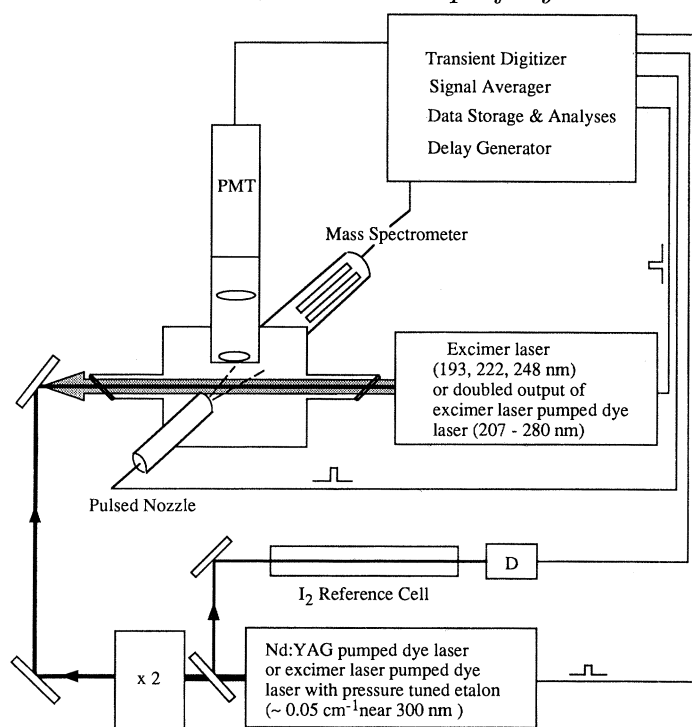 Transient Digitizer
Signal Averager
Data Storage & Analyses
Delay Generator
PMT
Mass Spectrometer
Excimer laser
(193, 222, 248 nm)
or doubled output of
excimer laser pumped dye
laser (207 - 280 nm)
Pulsed Nozzle
D
I₂ Reference Cell
x 2
Nd:YAG pumped dye laser
or excimer laser pumped dye
laser with pressure tuned etalon
(~ 0.05 cm⁻¹near 300 nm )